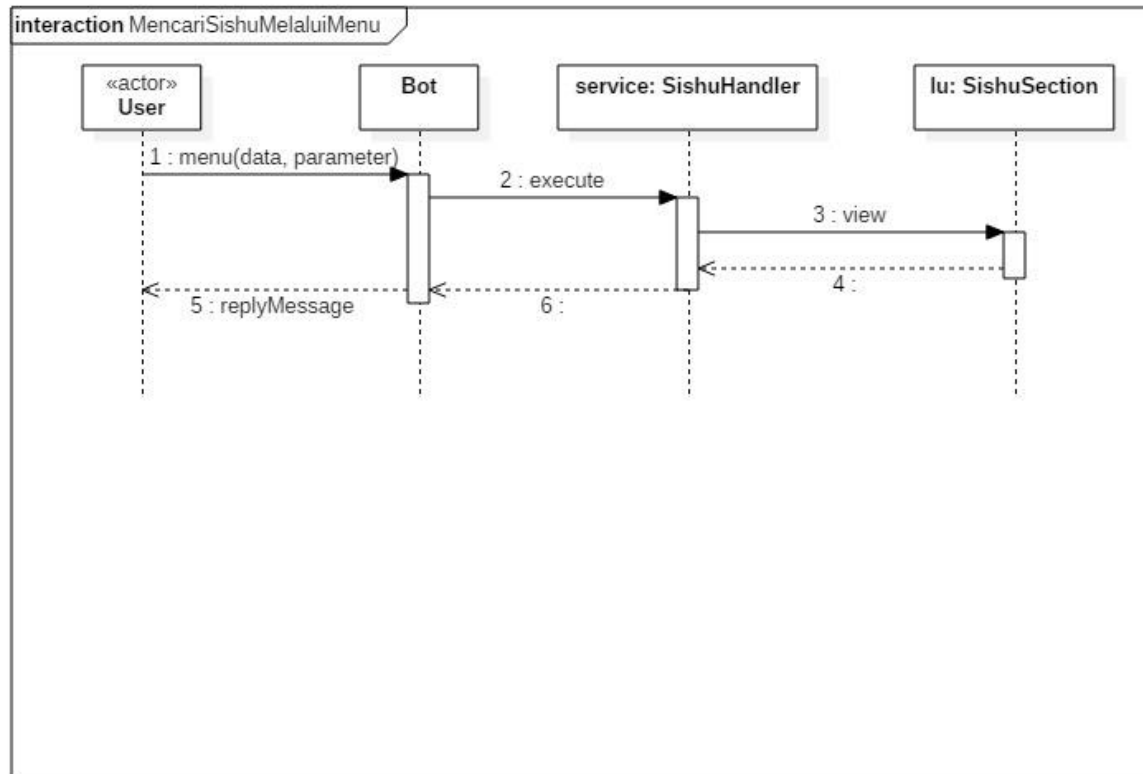 interaction MencariSishuMelaluiMenu
«actor»
User
Bot
service: SishuHandler
lu: SishuSection
1 : menu(data, parameter)
2 : execute
3 : view
4 :
5 : replyMessage
6 :